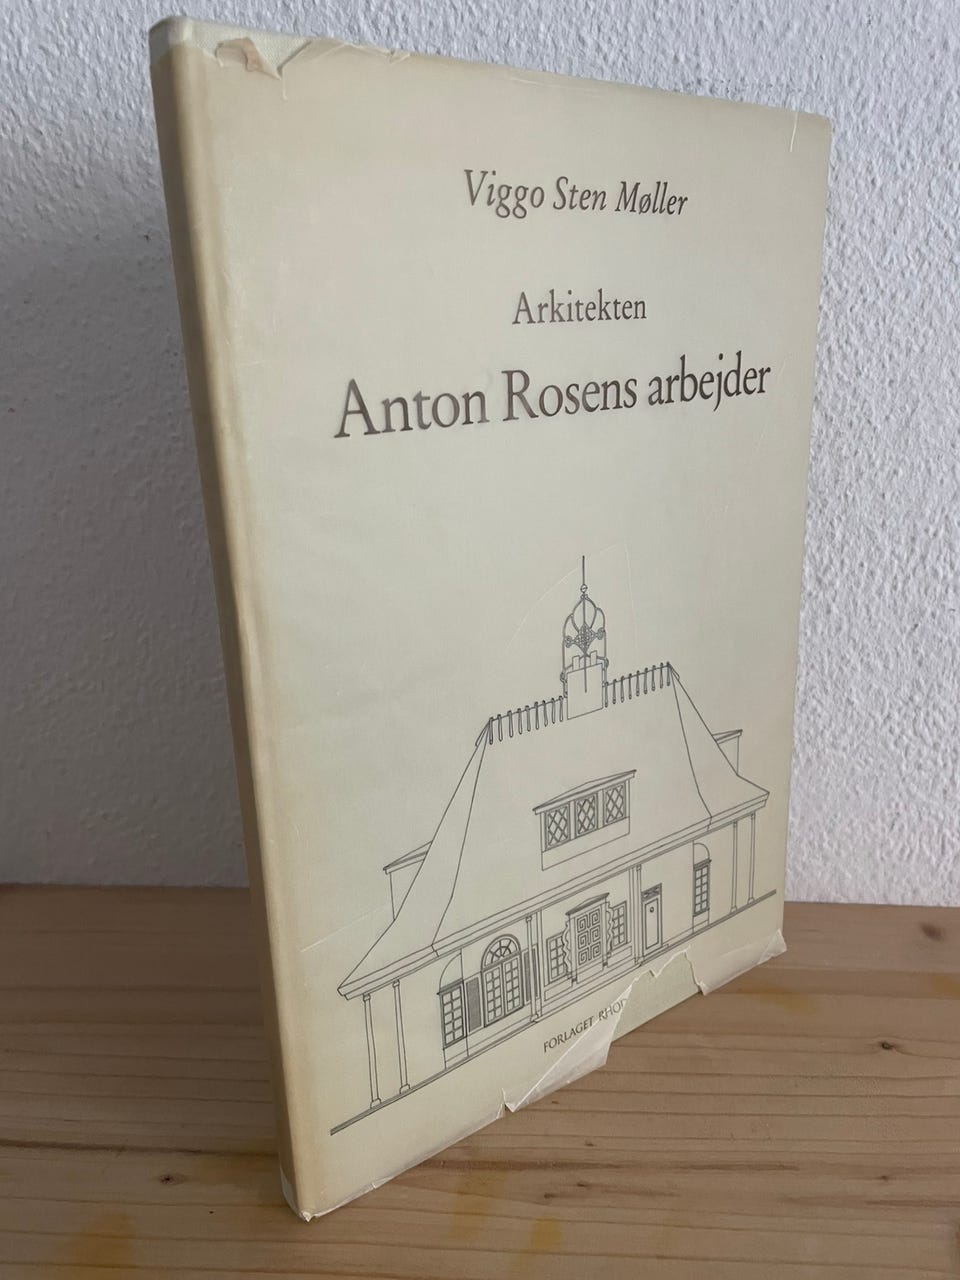 Viggo Sten Møller
Arkitekten
Anton Rosens arbejder
FORLAGET